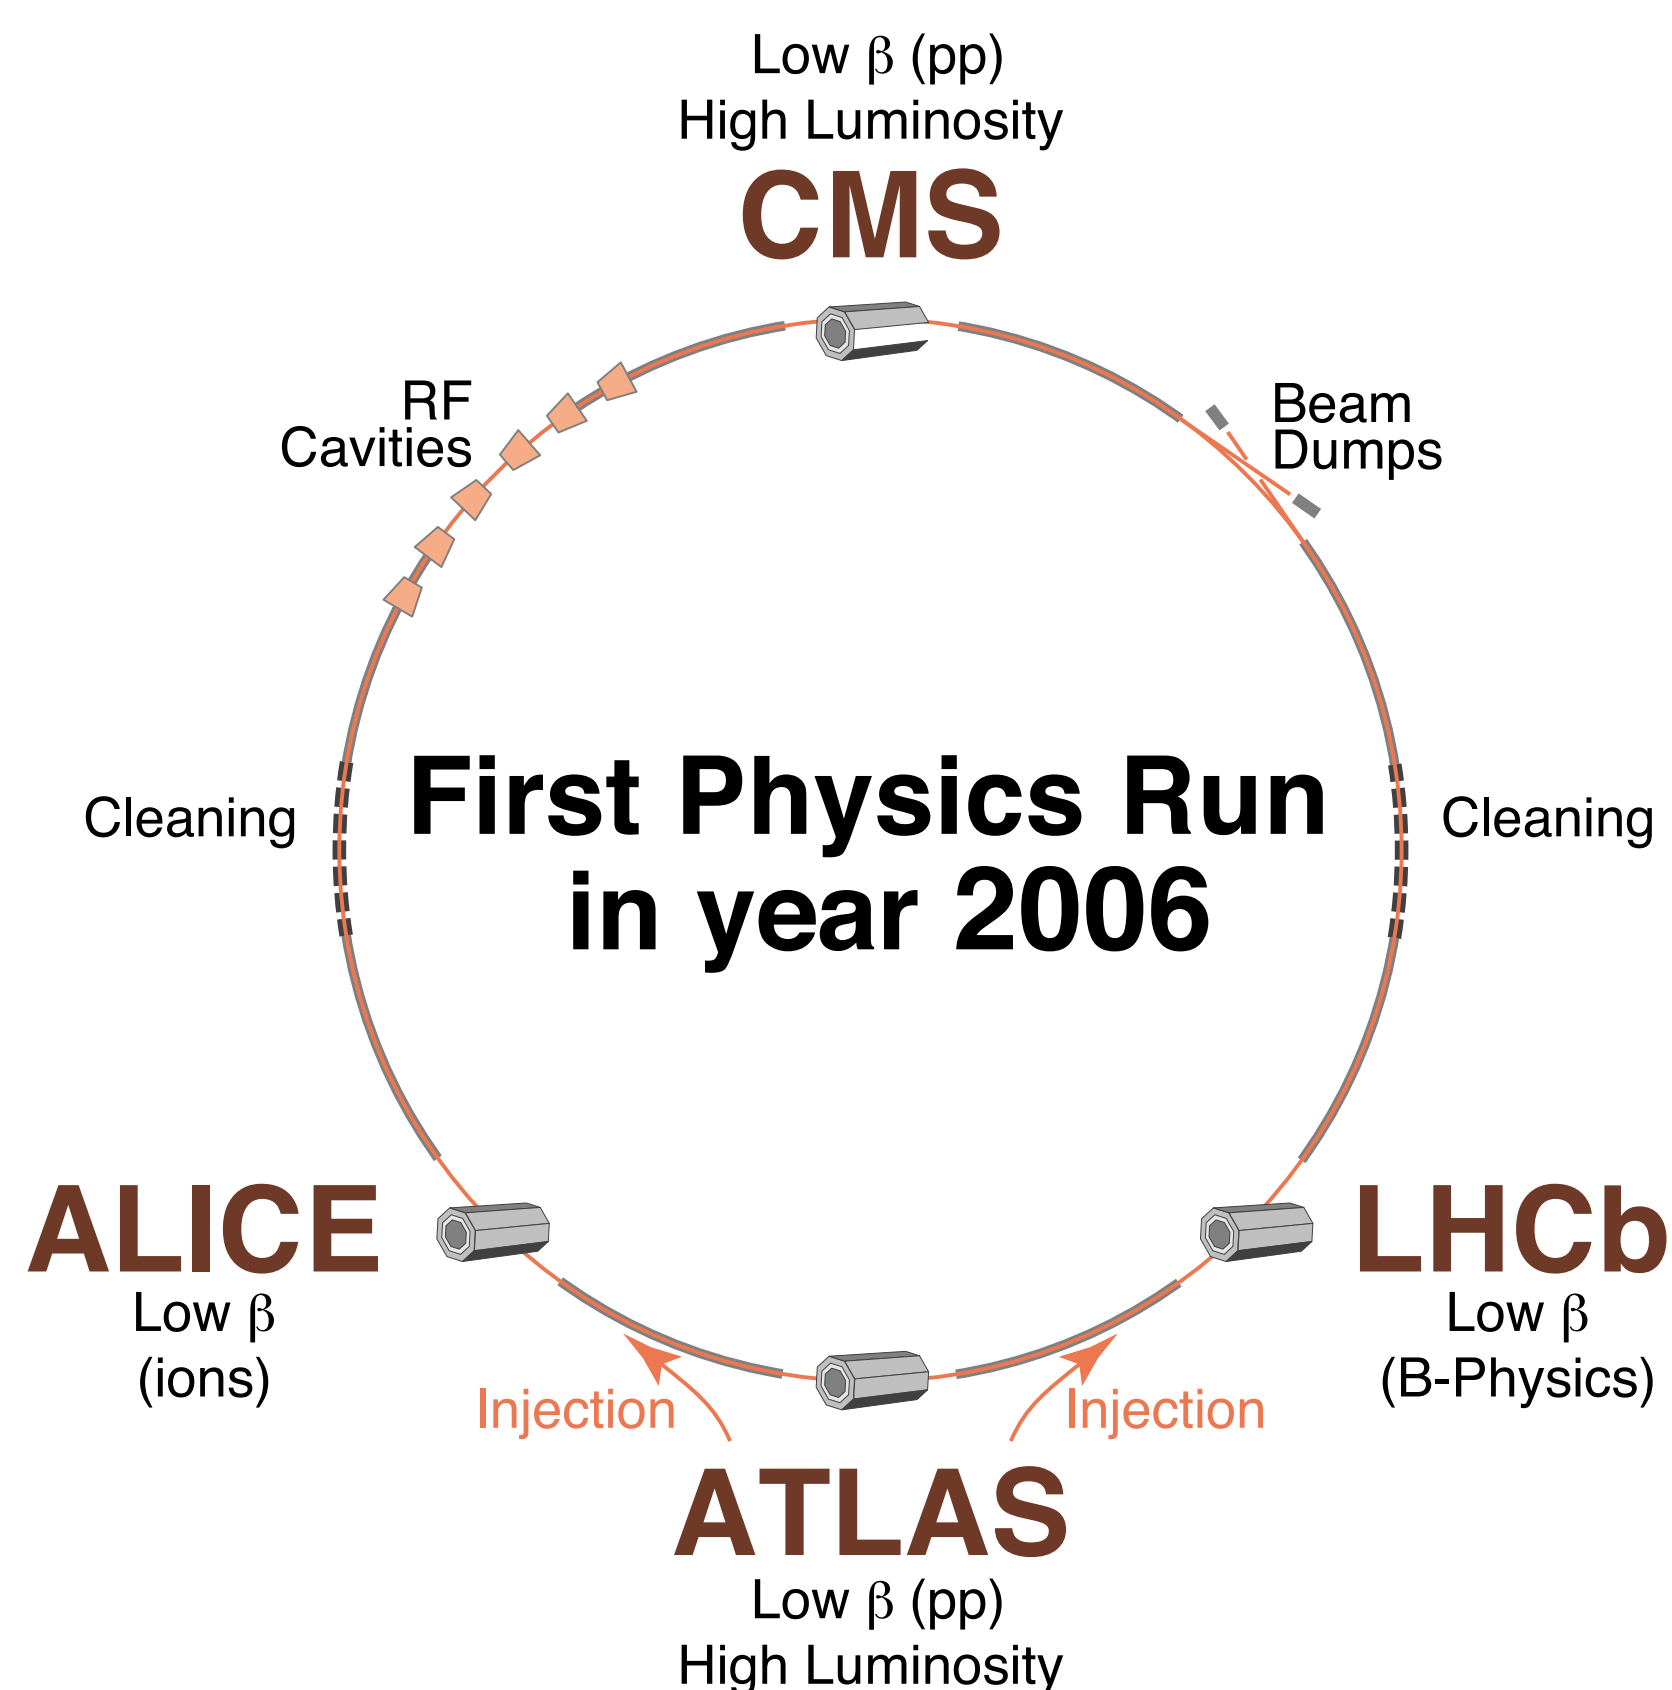 Low β (pp)
High Luminosity
CMS
RF
Cavities
Beam
Dumps
First Physics Run
in year 2006
Cleaning
Cleaning
ALICE
Low β
(ions)
LHCb
Low β
(B-Physics)
Injection
Injection
ATLAS
Low β (pp)
High Luminosity